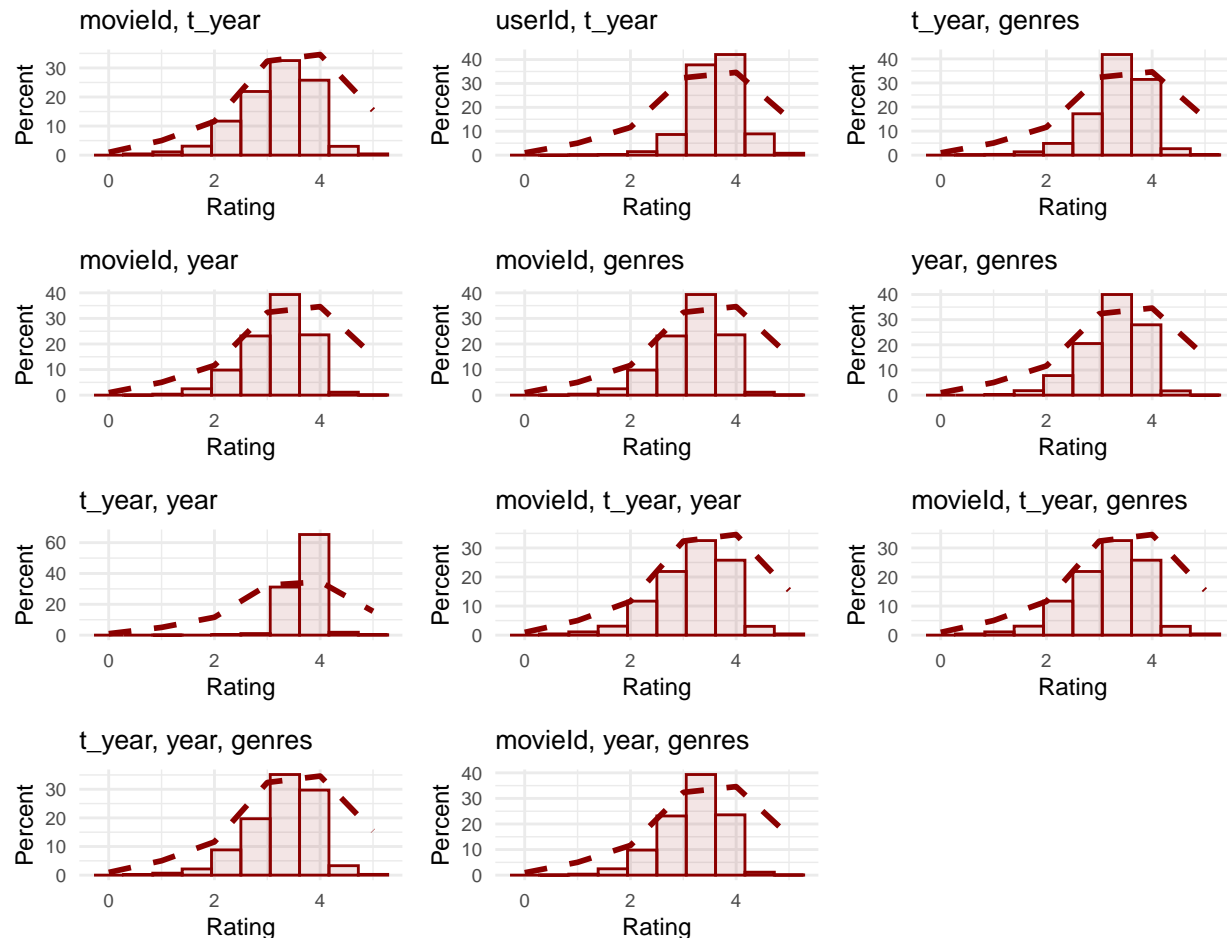 movieId, t_year
userId, t_year
t_year, genres
Percent
30
20
10
0
0
2
4
Rating
Percent
40
30
20
10
0
0
2
4
Rating
Percent
40
30
20
10
0
0
2
4
Rating
movieId, year
movieId, genres
year, genres
Percent
40
30
20
10
0
0
2
4
Rating
Percent
40
30
20
10
0
0
2
4
Rating
Percent
40
30
20
10
0
0
2
4
Rating
t_year, year
movieId, t_year, year
movieId, t_year, genres
Percent
60
40
20
0
0
2
4
Rating
Percent
30
20
10
0
0
2
4
Rating
Percent
30
20
10
0
0
2
4
Rating
t_year, year, genres
movieId, year, genres
Percent
30
20
10
0
0
2
4
Rating
Percent
40
30
20
10
0
0
2
4
Rating